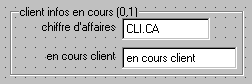 client infos en cours (0,1)
chiffre d'affaires CLI.CA
en cours client en cours client